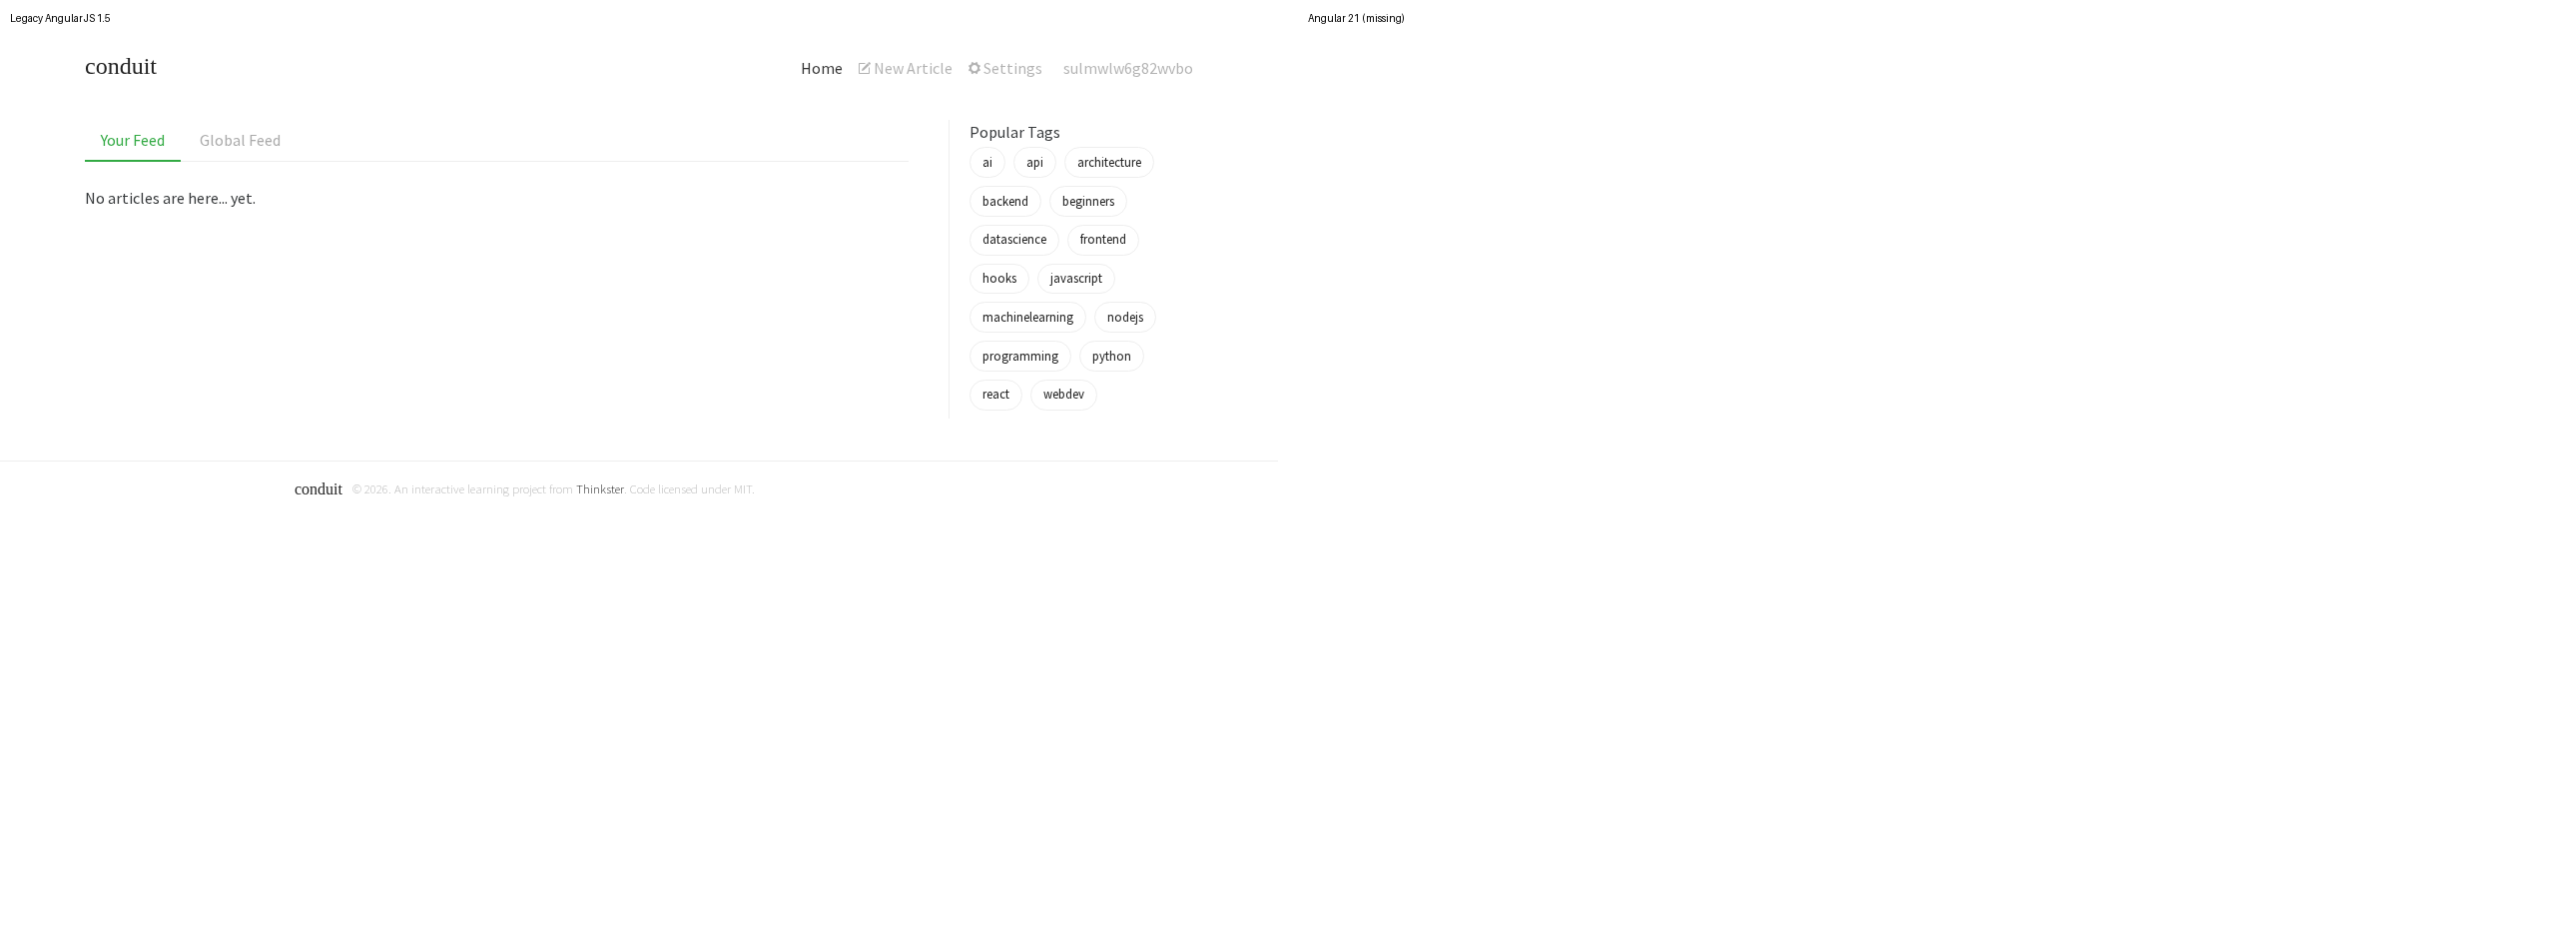 Legacy AngularJS 1.5
Angular 21 (missing)
conduit
Home New Article Settings sulmwlw6g82wvbo
Your Feed Global Feed
No articles are here... yet.
Popular Tags
ai api architecture
backend beginners
datascience frontend
hooks javascript
machinelearning nodejs
programming python
react webdev
conduit © 2026. An interactive learning project from Thinkster. Code licensed under MIT.